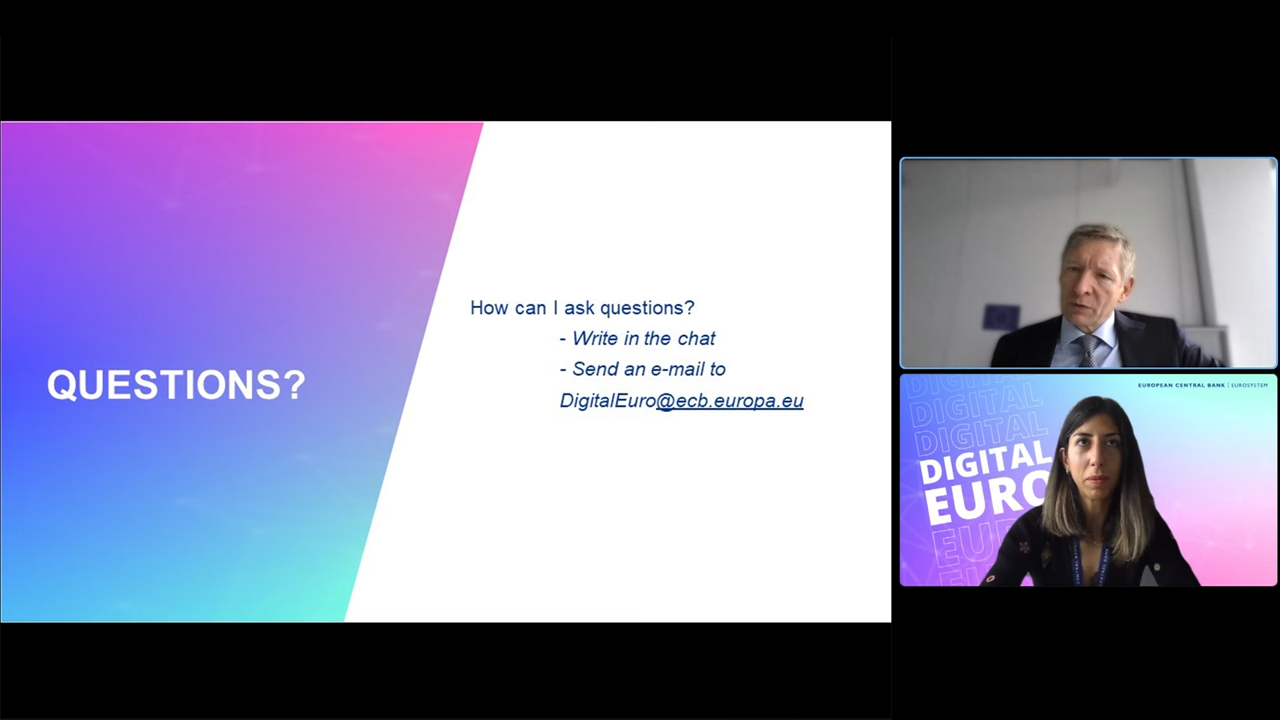 QUESTIONS?
How can I ask questions?
- Write in the chat
- Send an e-mail to
DigitalEuro@ecb.europa.eu
EUROPEAN CENTRAL BANK | EUROSYSTEM
DIGITAL
DIGITAL
DIGITAL
DIGITAL
EURO